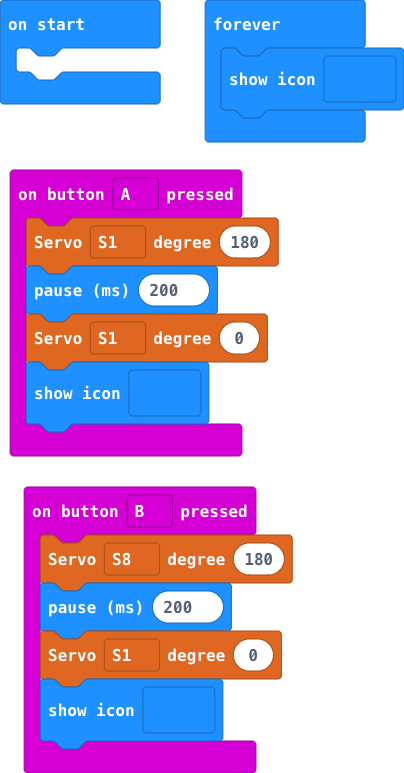 on start
forever
show icon
on button A pressed
Servo S1 degree 180
pause (ms) 200
Servo S1 degree 0
show icon
on button B pressed
Servo S8 degree 180
pause (ms) 200
Servo S1 degree 0
show icon